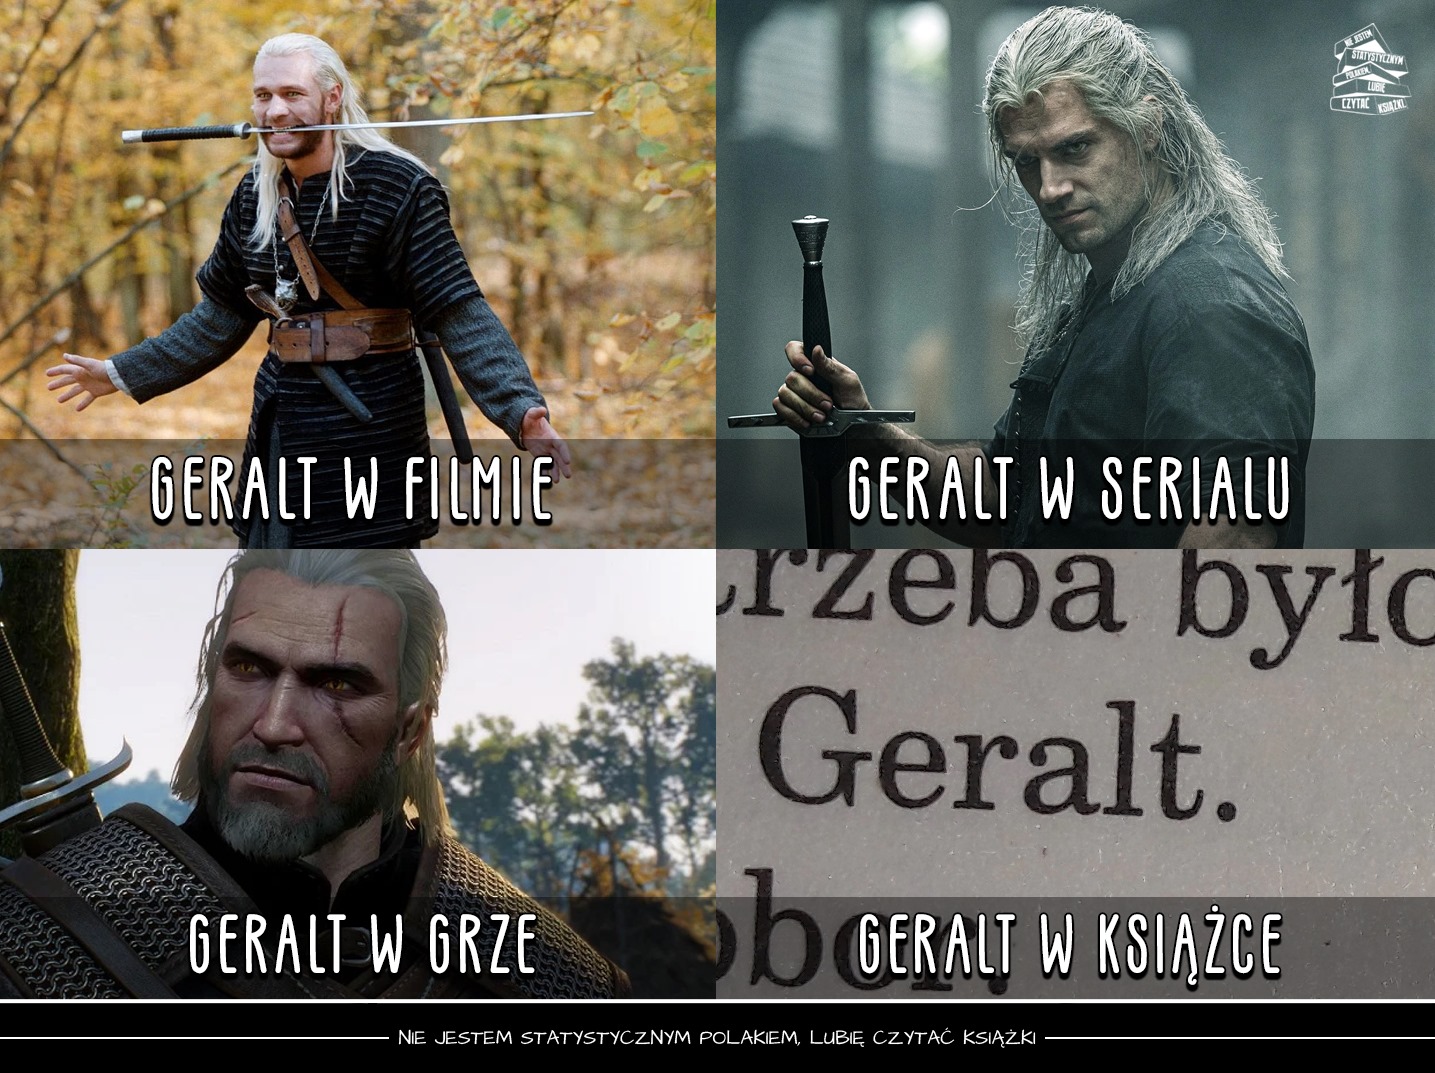 NIE JESTEM
STATYSTYCZNYM
POLAKIEM,
LUBIĘ
CZYTAĆ KSIĄŻKI
GERALT W FILMIE
GERALT W SERIALU
trzeba było
Geralt.
GERALT W GRZE
GERALT W KSIĄŻCE
NIE JESTEM STATYSTYCZNYM POLAKIEM, LUBIĘ CZYTAĆ KSIĄŻKI